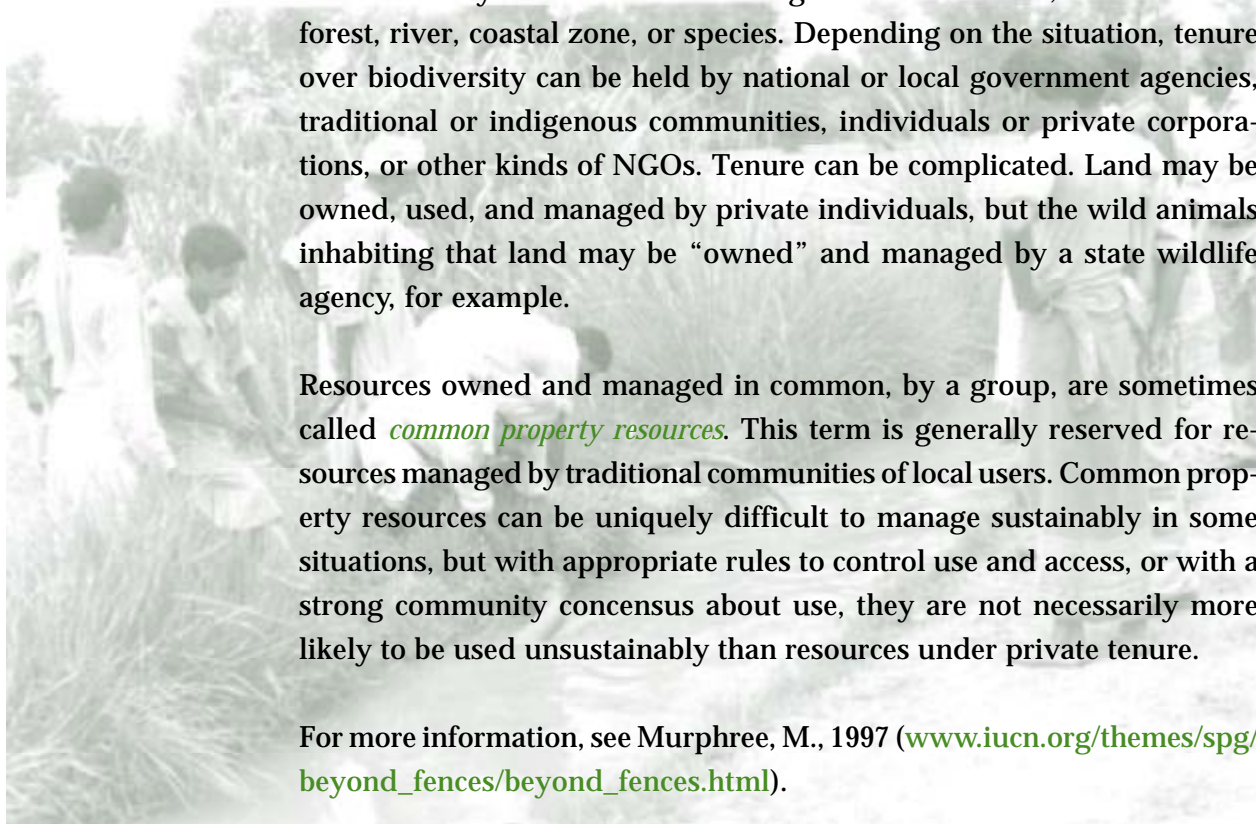 forest, river, coastal zone, or species. Depending on the situation, tenure
over biodiversity can be held by national or local government agencies,
traditional or indigenous communities, individuals or private corpora-
tions, or other kinds of NGOs. Tenure can be complicated. Land may be
owned, used, and managed by private individuals, but the wild animals
inhabiting that land may be “owned” and managed by a state wildlife
agency, for example.
Resources owned and managed in common, by a group, are sometimes
called common property resources. This term is generally reserved for re-
sources managed by traditional communities of local users. Common prop-
erty resources can be uniquely difficult to manage sustainably in some
situations, but with appropriate rules to control use and access, or with a
strong community concensus about use, they are not necessarily more
likely to be used unsustainably than resources under private tenure.
For more information, see Murphree, M., 1997 (www.iucn.org/themes/spg/
beyond_fences/beyond_fences.html).